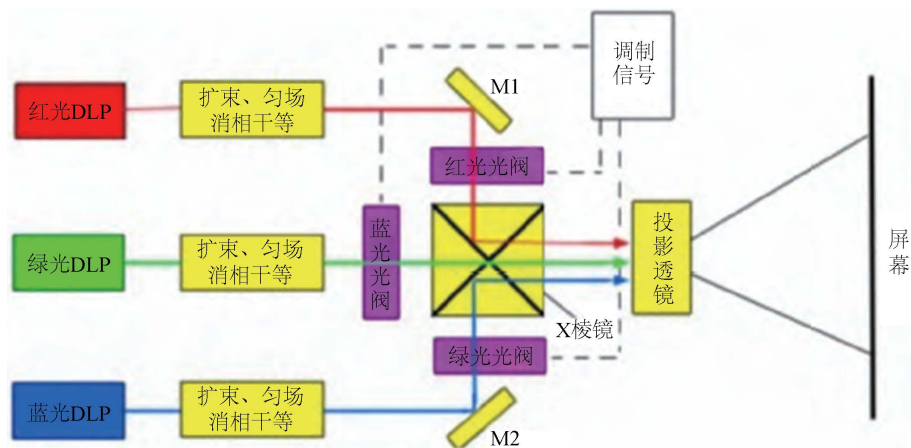 调制
信号
M1
红光DLP
扩束、匀场
消相干等
红光光阀
绿光DLP
扩束、匀场
消相干等
蓝光光阀
投影透镜
屏幕
X棱镜
绿光光阀
蓝光DLP
扩束、匀场
消相干等
M2